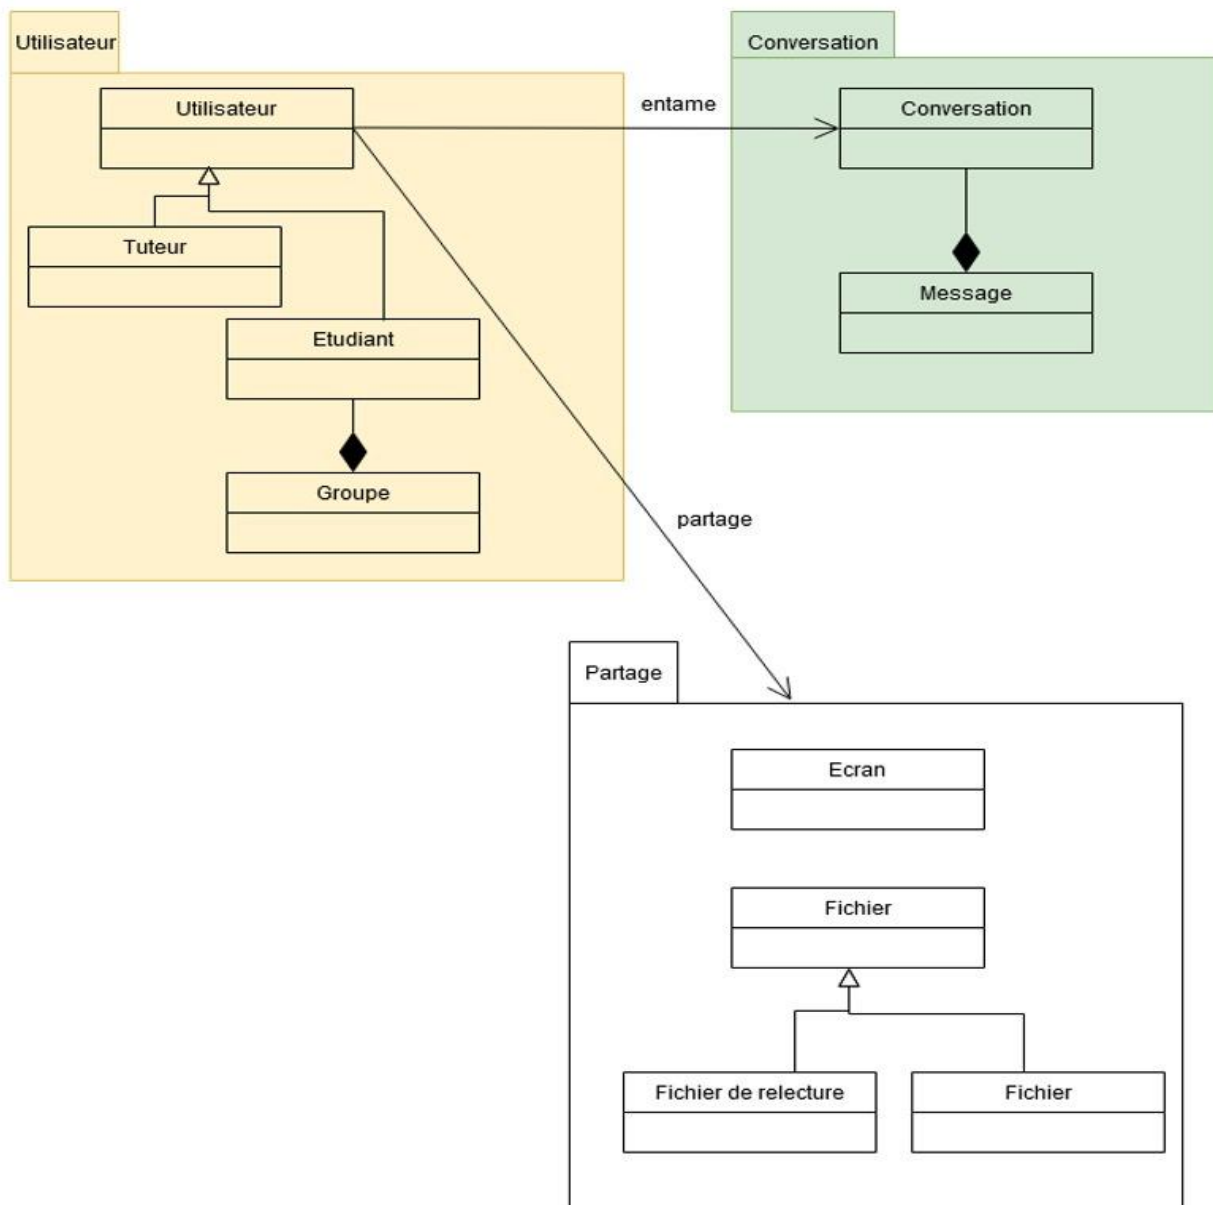 Utilisateur
Conversation
Utilisateur
entame
Conversation
Tuteur
Message
Etudiant
Groupe
partage
Partage
Ecran
Fichier
Fichier de relecture
Fichier